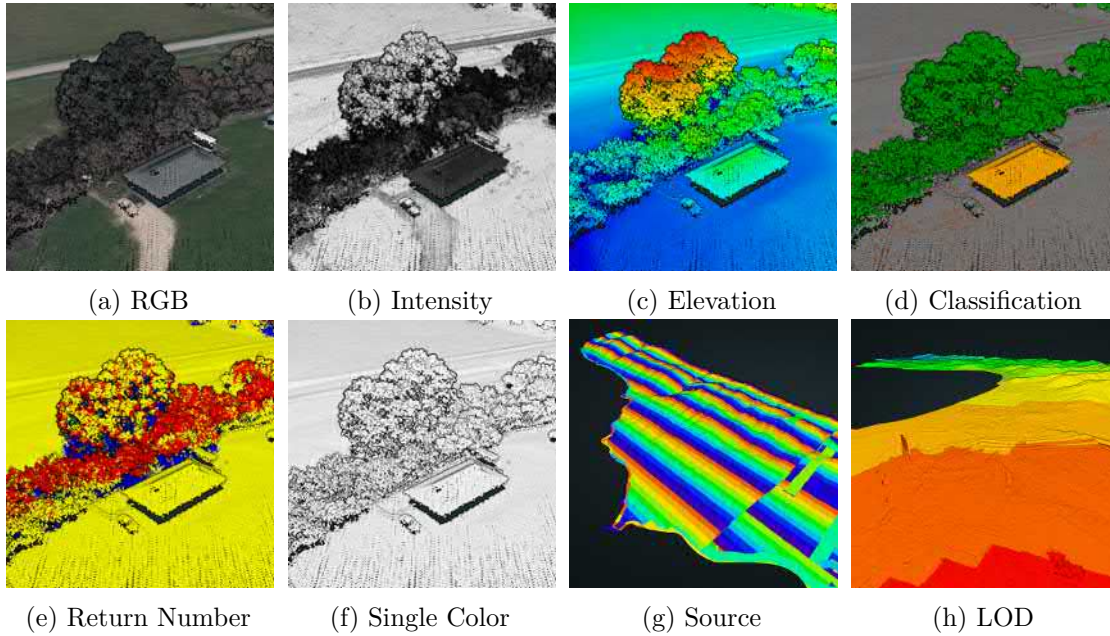 (a) RGB
(b) Intensity
(c) Elevation
(d) Classification
(e) Return Number
(f) Single Color
(g) Source
(h) LOD